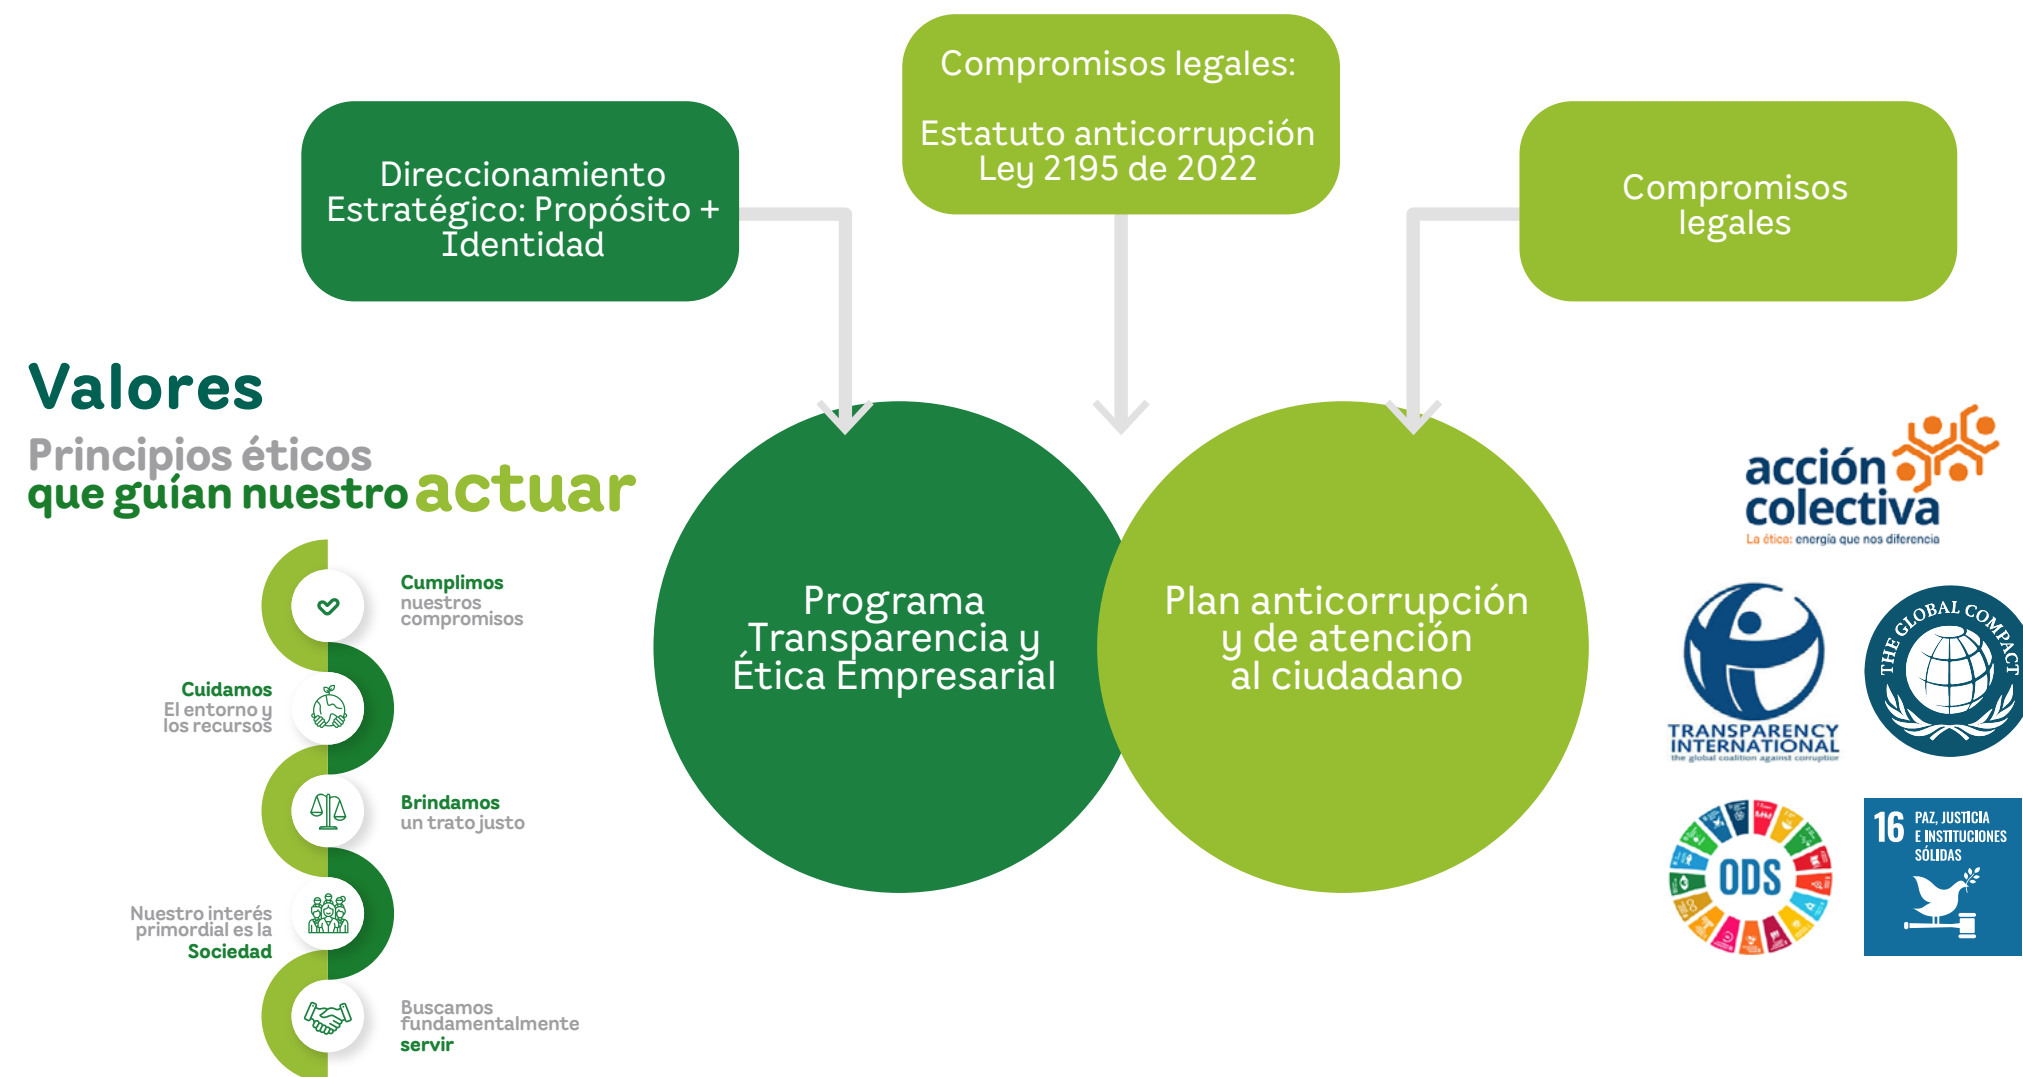 Compromisos legales:
Estatuto anticorrupción
Ley 2195 de 2022
Direccionamiento
Estratégico: Propósito +
Identidad
Compromisos
legales
Valores
Principios éticos
que guían nuestro actuar
Cumplimos
nuestros
compromisos
Cuidamos
El entorno y
los recursos
Brindamos
un trato justo
Nuestro interés
primordial es la
Sociedad
Buscamos
fundamentalmente
servir
Programa
Transparencia y
Ética Empresarial
Plan anticorrupción
y de atención
al ciudadano
acción
colectiva
La ética: energía que nos diferencia
TRANSPARENCY
INTERNATIONAL
the global coalition against corruption
THE GLOBAL COMPACT
ODS
16 PAZ, JUSTICIA
E INSTITUCIONES
SÓLIDAS